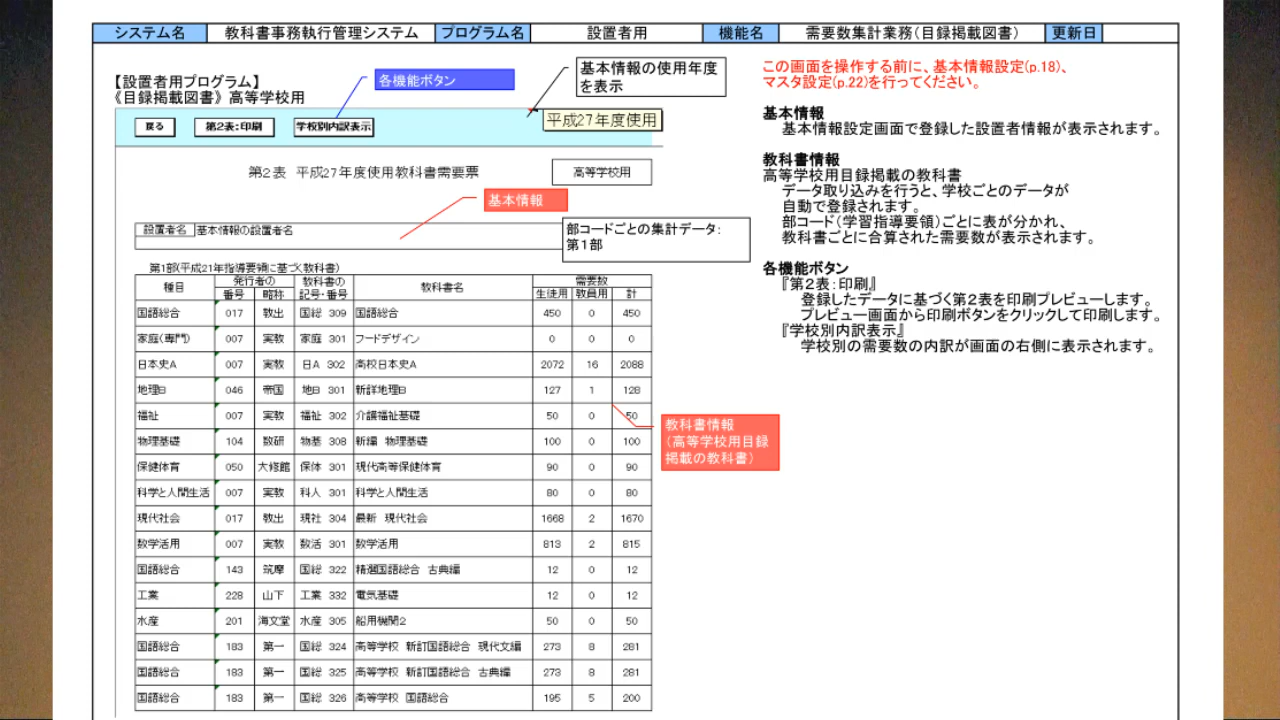 システム名 教科書事務執行管理システム プログラム名 設置者用 機能名 需要数集計業務(目録掲載図書) 更新日
【設置者用プログラム】
《目録掲載図書》高等学校用
各機能ボタン
基本情報の使用年度
を表示
戻る 第2表:印刷 学校別内訳表示
平成27年度使用
第2表 平成27年度使用教科書需要票 高等学校用
基本情報
設置者名 基本情報の設置者名
部コードごとの集計データ:
第1部
第1部(平成21年指導要領に基づく教科書)
種目 発行者の 教科書の 教科書名 需要数
番号 略称 記号・番号 生徒用 教員用 計
国語総合 017 教出 国総 309 国語総合 450 0 450
家庭(専門) 007 実教 家庭 301 フードデザイン 0 0 0
日本史A 007 実教 日A 302 高校日本史A 2072 16 2088
地理B 046 帝国 地B 301 新詳地理B 127 1 128
福祉 007 実教 福祉 302 介護福祉基礎 50 0 50
物理基礎 104 数研 物基 308 新編 物理基礎 100 0 100
保健体育 050 大修館 保体 301 現代高等保健体育 90 0 90
科学と人間生活 007 実教 科人 301 科学と人間生活 80 0 80
現代社会 017 教出 現社 304 最新 現代社会 1668 2 1670
数学活用 007 実教 数活 301 数学活用 813 2 815
国語総合 143 筑摩 国総 322 精選国語総合 古典編 12 0 12
工業 228 山下 工業 332 電気基礎 12 0 12
水産 201 海文堂 水産 305 船用機関2 50 0 50
国語総合 183 第一 国総 324 高等学校 新訂国語総合 現代文編 273 8 281
国語総合 183 第一 国総 325 高等学校 新訂国語総合 古典編 273 8 281
国語総合 183 第一 国総 326 高等学校 国語総合 195 5 200
教科書情報
(高等学校用目録
掲載の教科書)
この画面を操作する前に、基本情報設定(p.18)、
マスタ設定(p.22)を行ってください。
基本情報
基本情報設定画面で登録した設置者情報が表示されます。
教科書情報
高等学校用目録掲載の教科書
データ取り込みを行うと、学校ごとのデータが
自動で登録されます。
部コード(学習指導要領)ごとに表が分かれ、
教科書ごとに合算された需要数が表示されます。
各機能ボタン
『第2表:印刷』
登録したデータに基づく第2表を印刷プレビューします。
プレビュー画面から印刷ボタンをクリックして印刷します。
『学校別内訳表示』
学校別の需要数の内訳が画面の右側に表示されます。